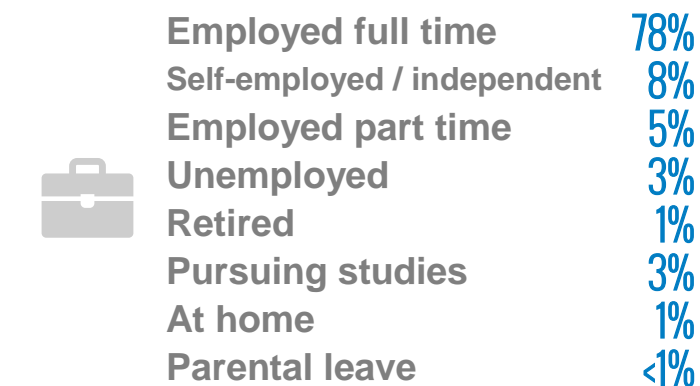 Employed full time 78%
Self-employed / independent 8%
Employed part time 5%
Unemployed 3%
Retired 1%
Pursuing studies 3%
At home 1%
Parental leave <1%